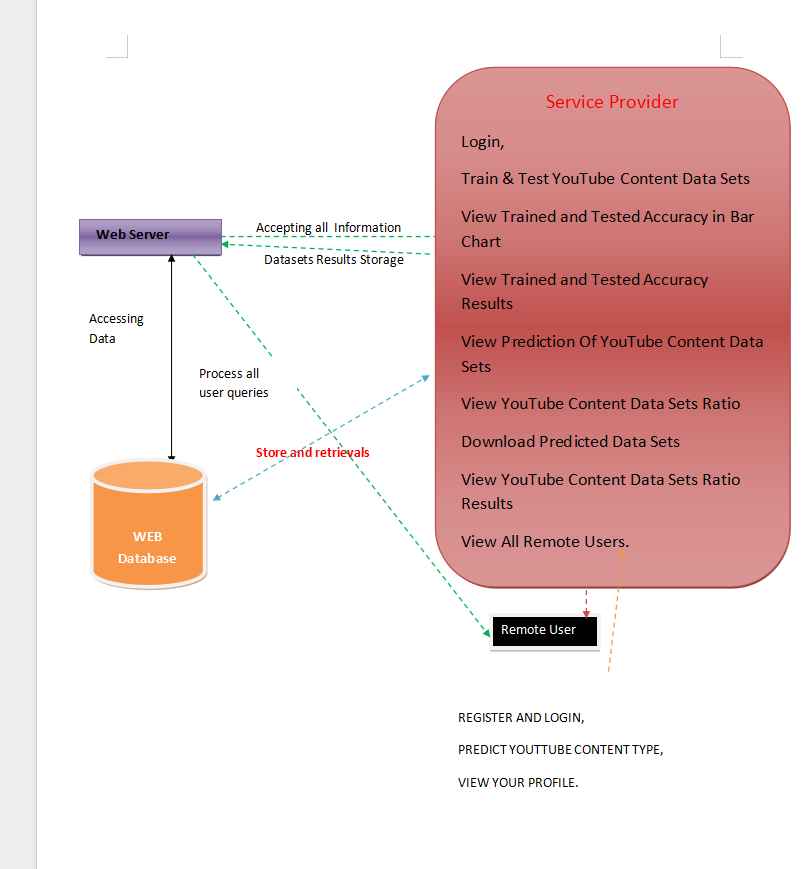 Service Provider
Login,
Train & Test YouTube Content Data Sets
View Trained and Tested Accuracy in Bar
Chart
View Trained and Tested Accuracy
Results
View Prediction Of YouTube Content Data
Sets
View YouTube Content Data Sets Ratio
Download Predicted Data Sets
View YouTube Content Data Sets Ratio
Results
View All Remote Users.
Web Server
Accepting all Information
Datasets Results Storage
Accessing
Data
Process all
user queries
Store and retrievals
WEB
Database
Remote User
REGISTER AND LOGIN,
PREDICT YOUTTUBE CONTENT TYPE,
VIEW YOUR PROFILE.